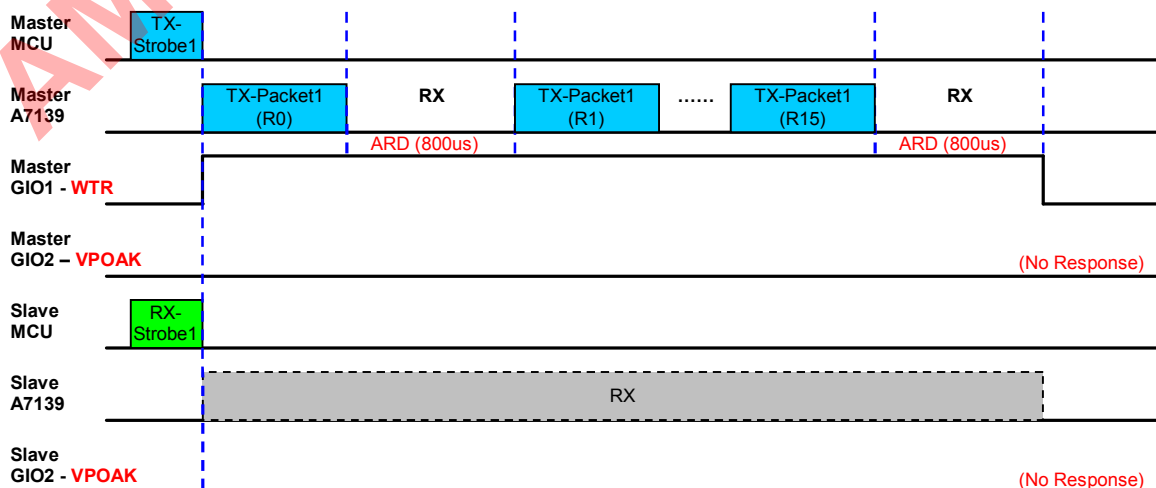 AM
Master
MCU
TX-
Strobe1
Master
A7139
TX-Packet1
(R0)
RX
TX-Packet1
(R1)
......
TX-Packet1
(R15)
RX
ARD (800us)
ARD (800us)
Master
GIO1 - WTR
Master
GIO2 – VPOAK
(No Response)
Slave
MCU
RX-
Strobe1
Slave
A7139
RX
Slave
GIO2 - VPOAK
(No Response)